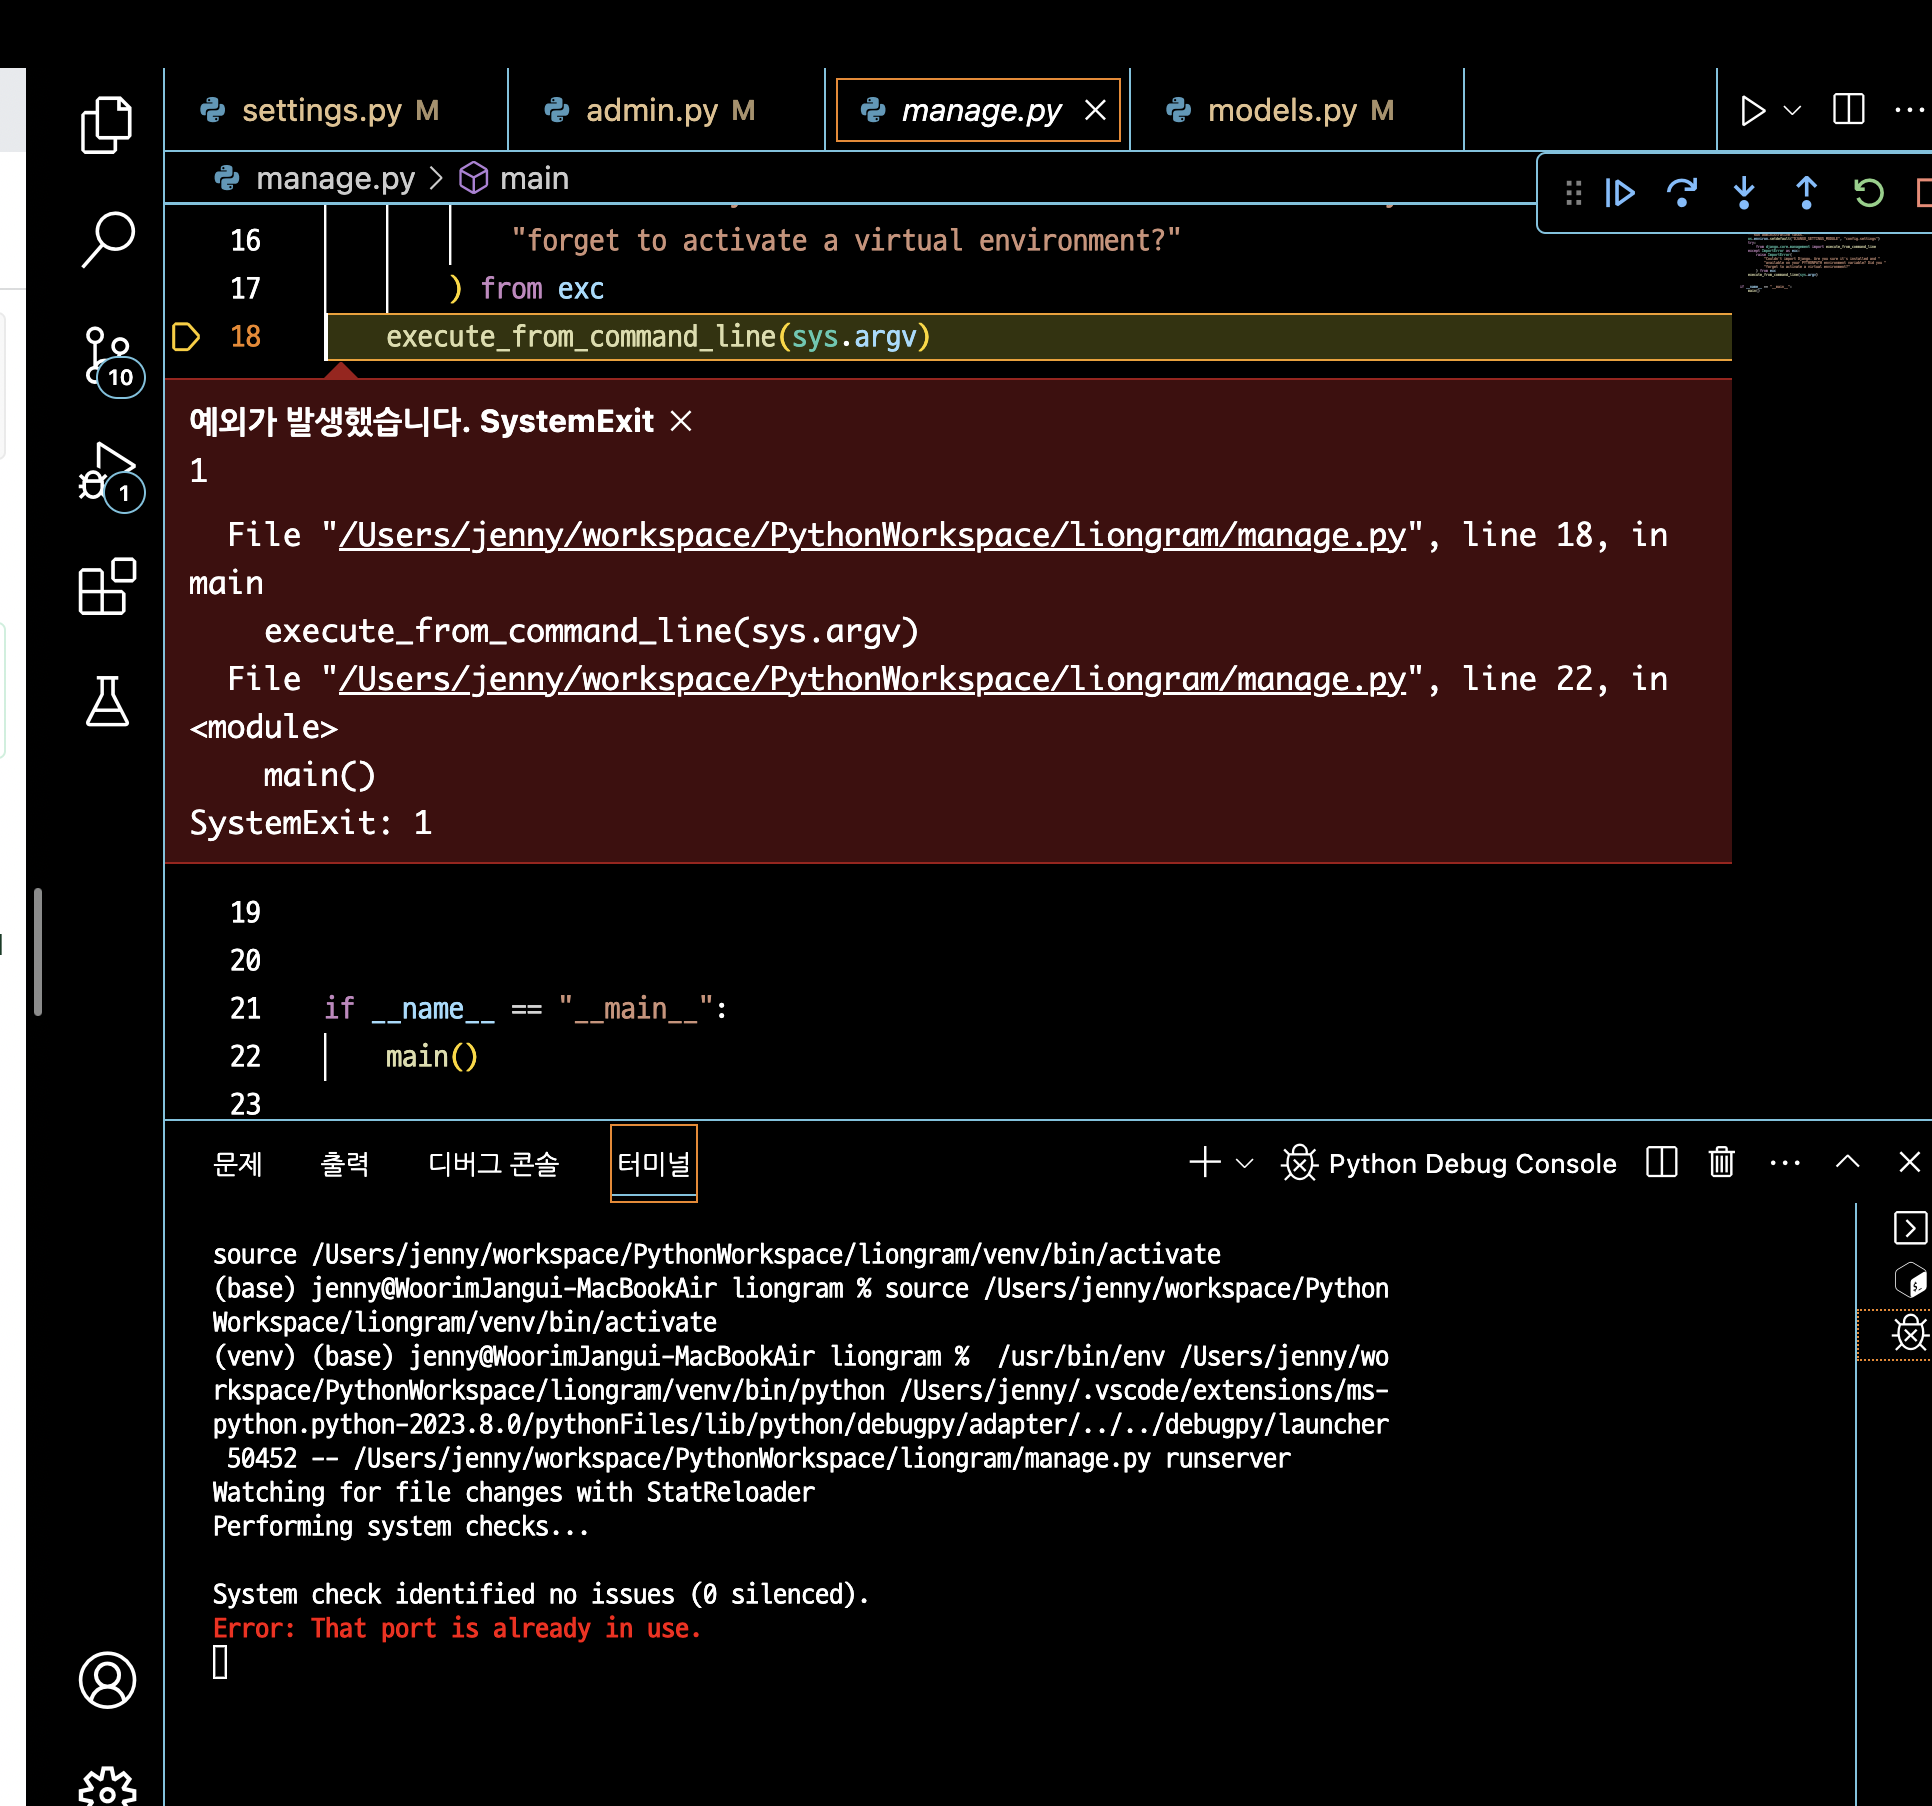 settings.py M
admin.py M
manage.py
models.py M
manage.py > main
16 "forget to activate a virtual environment?"
17 ) from exc
18 execute_from_command_line(sys.argv)
10
1
예외가 발생했습니다. SystemExit
1
File "/Users/jenny/workspace/PythonWorkspace/liongram/manage.py", line 18, in
main
execute_from_command_line(sys.argv)
File "/Users/jenny/workspace/PythonWorkspace/liongram/manage.py", line 22, in
<module>
main()
SystemExit: 1
19
20
21 if __name__ == "__main__":
22 main()
23
문제 출력 디버그 콘솔 터미널 Python Debug Console
source /Users/jenny/workspace/PythonWorkspace/liongram/venv/bin/activate
(base) jenny@WoorimJangui-MacBookAir liongram % source /Users/jenny/workspace/Python
Workspace/liongram/venv/bin/activate
(venv) (base) jenny@WoorimJangui-MacBookAir liongram %  /usr/bin/env /Users/jenny/wo
rkspace/PythonWorkspace/liongram/venv/bin/python /Users/jenny/.vscode/extensions/ms-
python.python-2023.8.0/pythonFiles/lib/python/debugpy/adapter/../../debugpy/launcher
50452 -- /Users/jenny/workspace/PythonWorkspace/liongram/manage.py runserver
Watching for file changes with StatReloader
Performing system checks...
System check identified no issues (0 silenced).
Error: That port is already in use.